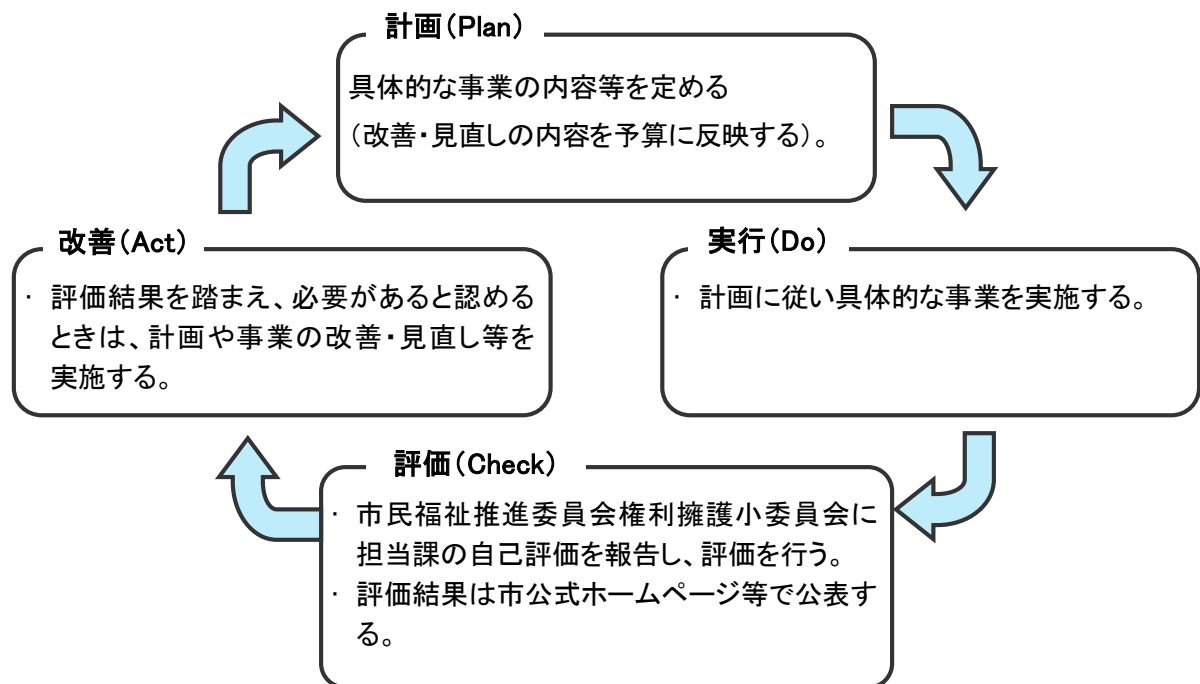 計画(Plan)
具体的な事業の内容等を定める
(改善・見直しの内容を予算に反映する)。
改善(Act)
· 評価結果を踏まえ、必要があると認める
ときは、計画や事業の改善・見直し等を
実施する。
実行(Do)
· 計画に従い具体的な事業を実施する。
評価(Check)
· 市民福祉推進委員会権利擁護小委員会に
担当課の自己評価を報告し、評価を行う。
· 評価結果は市公式ホームページ等で公表す
る。